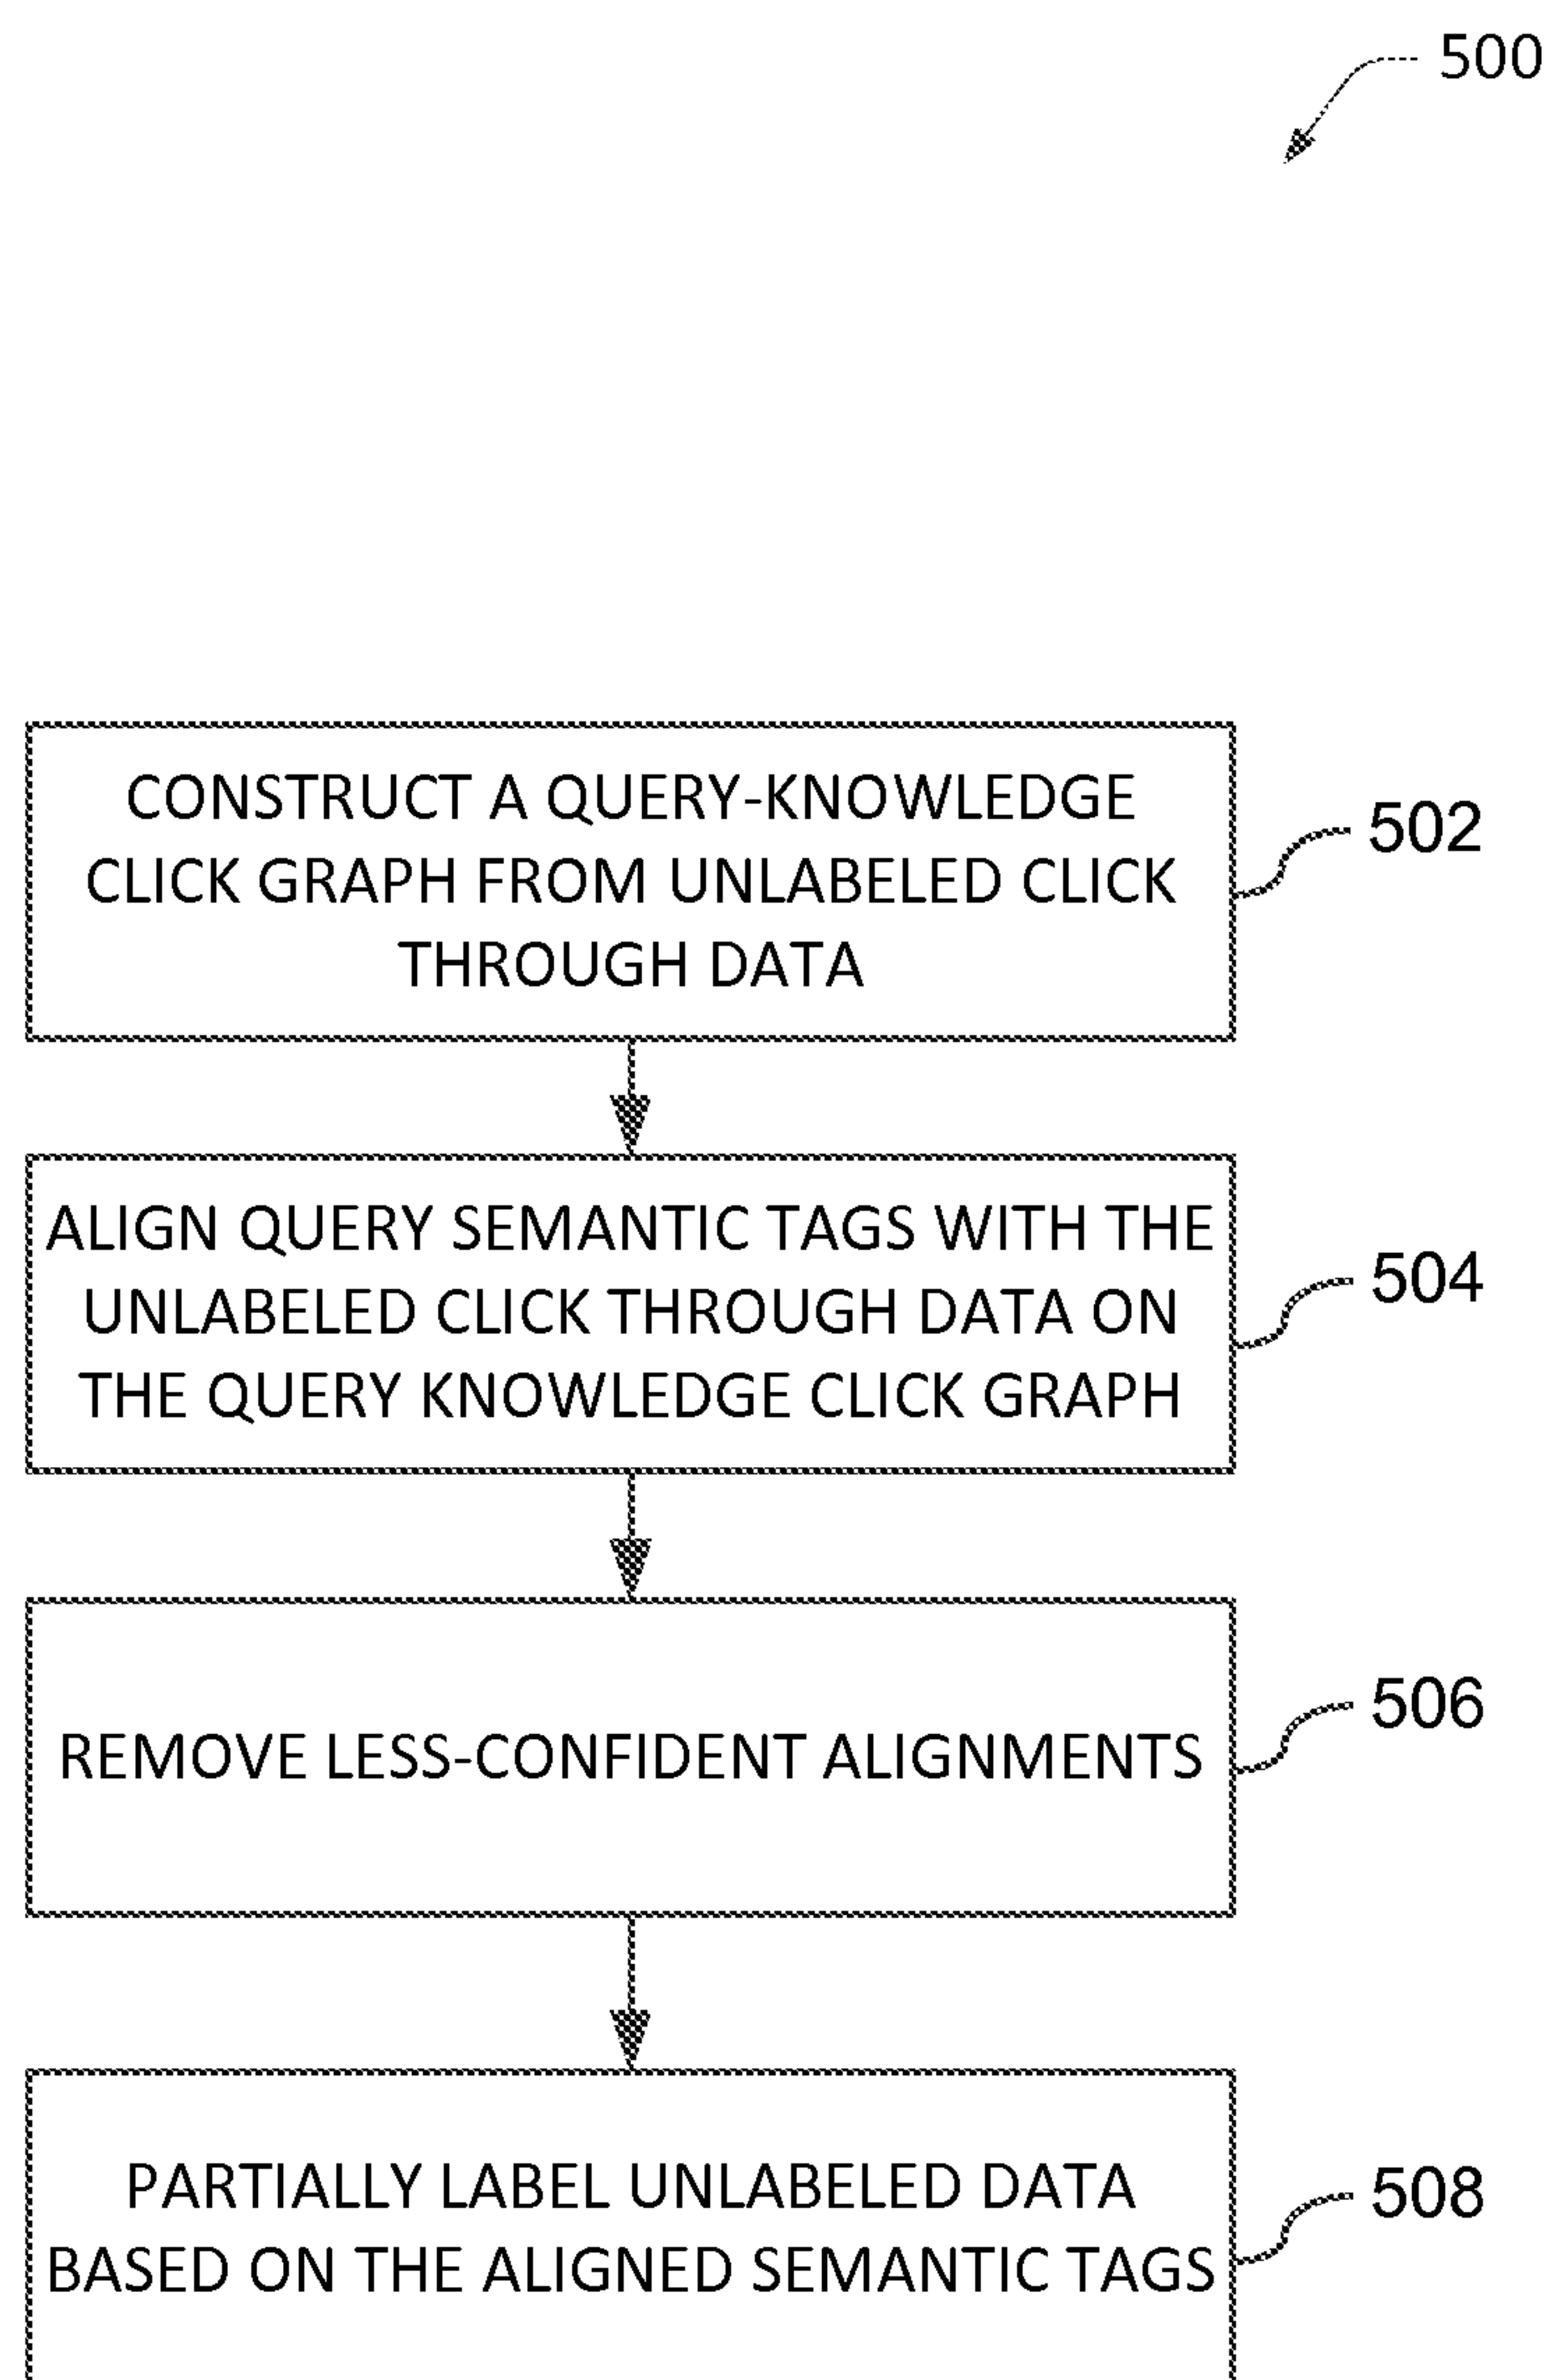 500
CONSTRUCT A QUERY-KNOWLEDGE
CLICK GRAPH FROM UNLABELED CLICK
THROUGH DATA
502
ALIGN QUERY SEMANTIC TAGS WITH THE
UNLABELED CLICK THROUGH DATA ON
THE QUERY KNOWLEDGE CLICK GRAPH
504
REMOVE LESS-CONFIDENT ALIGNMENTS
506
PARTIALLY LABEL UNLABELED DATA
BASED ON THE ALIGNED SEMANTIC TAGS
508